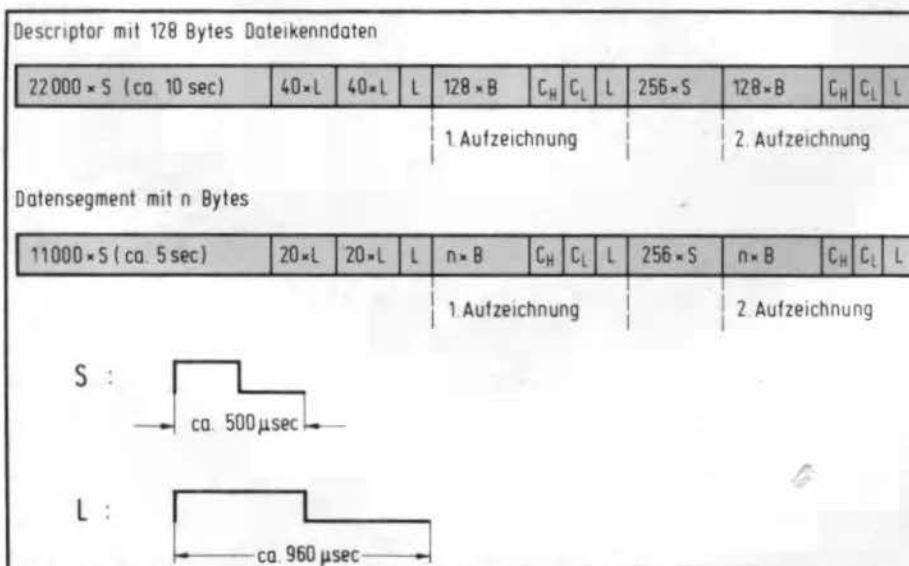 Descriptor mit 128 Bytes Dateikenndaten
22000×S (ca. 10 sec) 40×L 40×L L 128×B C_H C_L L 256×S 128×B C_H C_L L
1. Aufzeichnung 2. Aufzeichnung
Datensegment mit n Bytes
11000×S (ca. 5 sec) 20×L 20×L L n×B C_H C_L L 256×S n×B C_H C_L L
1. Aufzeichnung 2. Aufzeichnung
S :
ca. 500 µsec
L :
ca. 960 µsec